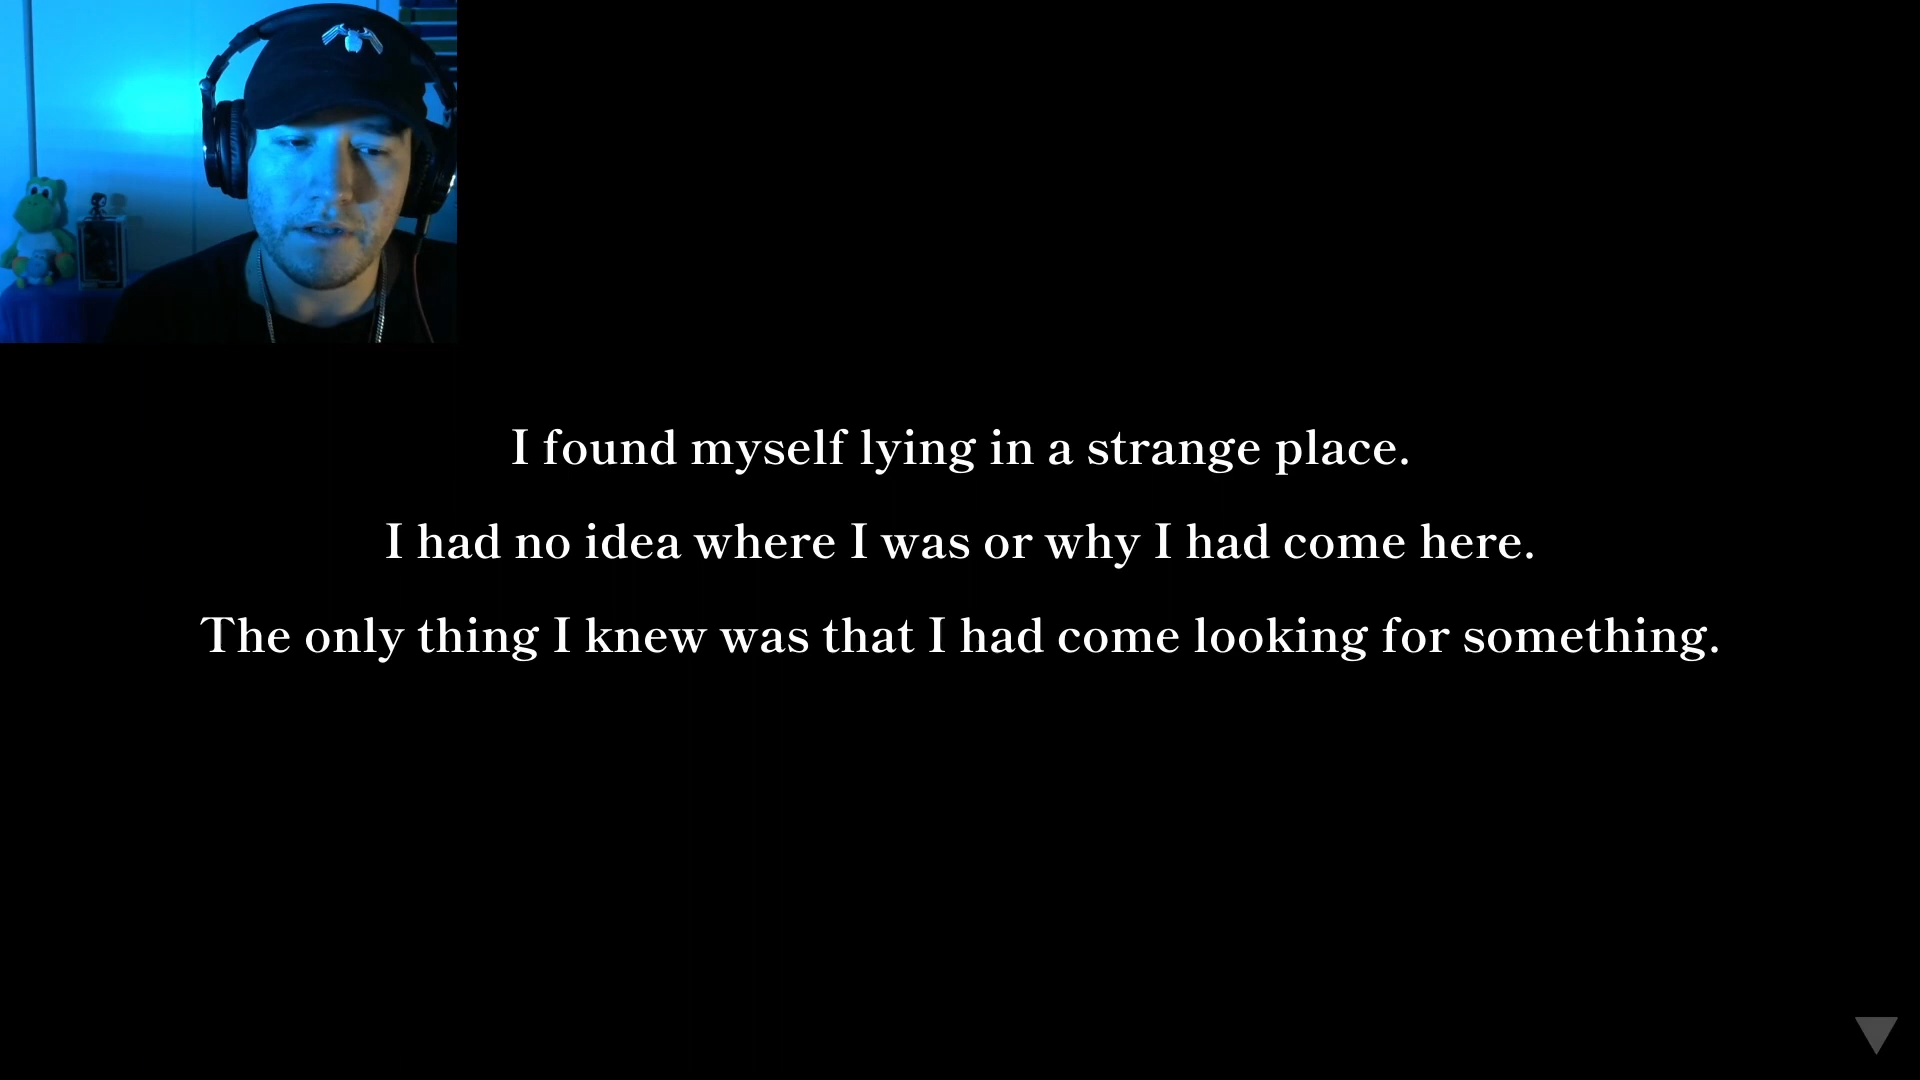 I found myself lying in a strange place.
I had no idea where I was or why I had come here.
The only thing I knew was that I had come looking for something.